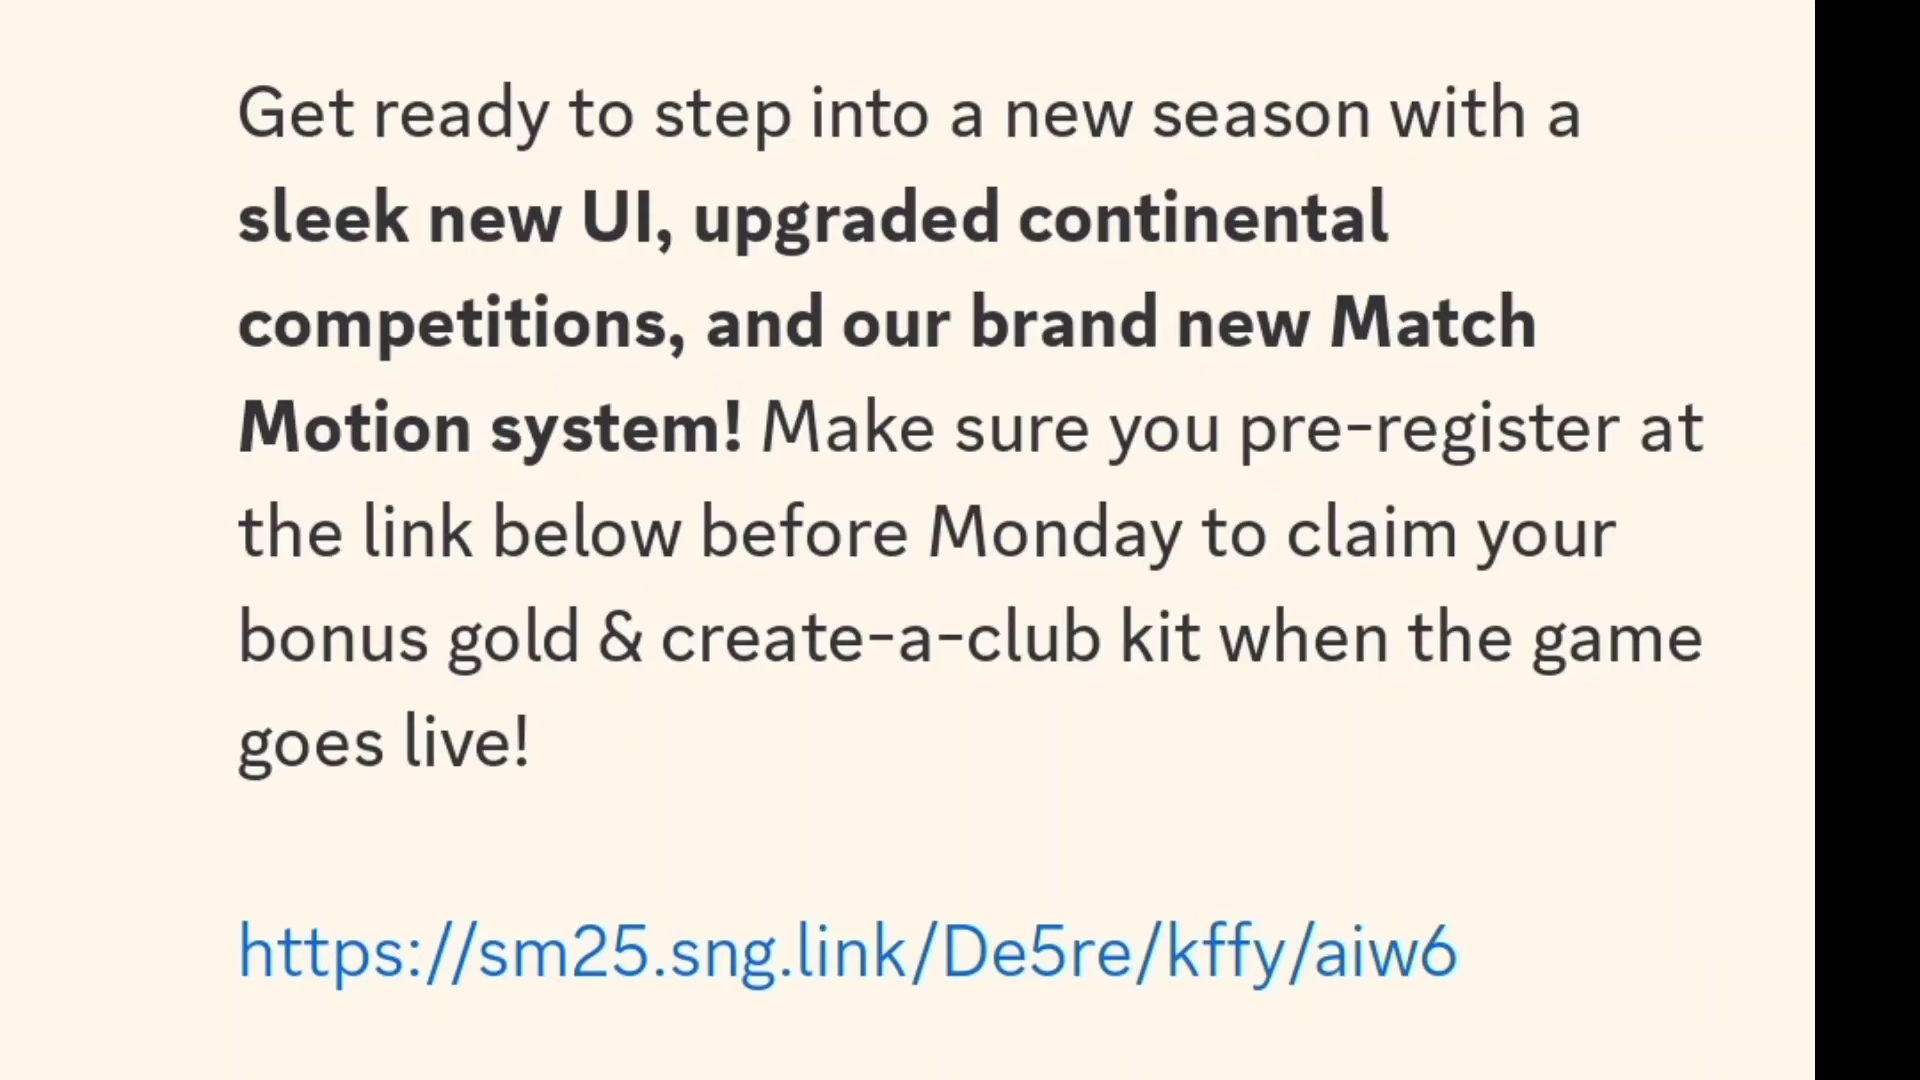 Get ready to step into a new season with a
sleek new UI, upgraded continental
competitions, and our brand new Match
Motion system! Make sure you pre-register at
the link below before Monday to claim your
bonus gold & create-a-club kit when the game
goes live!
https://sm25.sng.link/De5re/kffy/aiw6